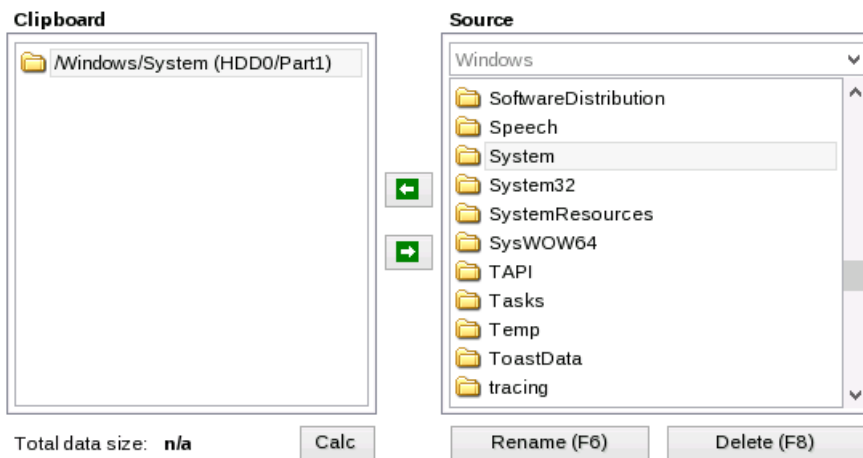 Clipboard
/Windows/System (HDD0/Part1)
Total data size: n/a
Calc
Source
Windows
SoftwareDistribution
Speech
System
System32
SystemResources
SysWOW64
TAPI
Tasks
Temp
ToastData
tracing
Rename (F6)
Delete (F8)